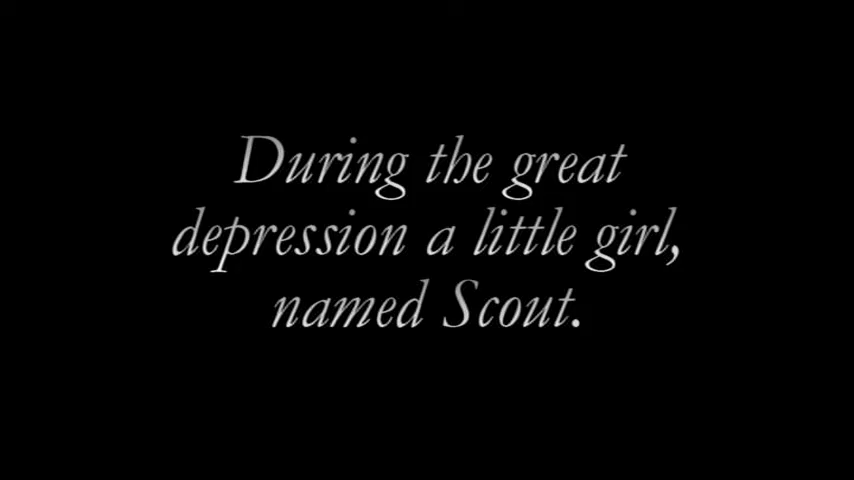 During the great
depression a little girl,
named Scout.